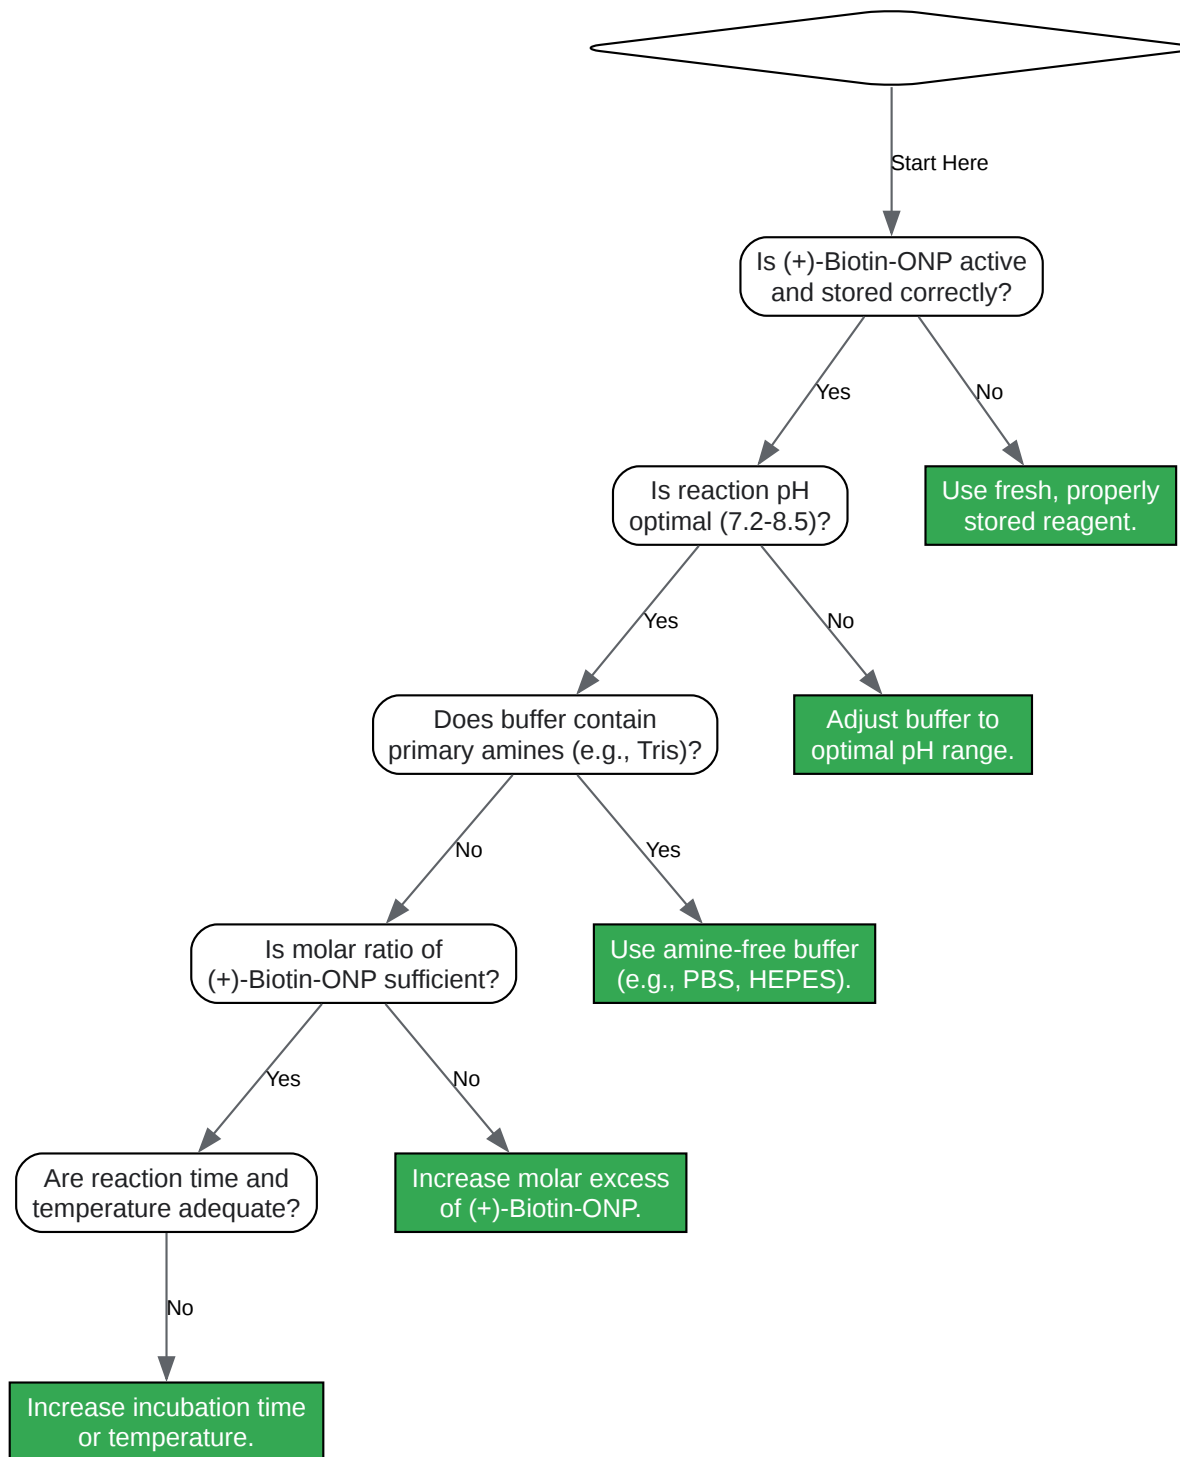 Start Here
Is (+)-Biotin-ONP active
and stored correctly?
Yes
No
Is reaction pH
optimal (7.2-8.5)?
Use fresh, properly
stored reagent.
Yes
No
Does buffer contain
primary amines (e.g., Tris)?
Adjust buffer to
optimal pH range.
No
Yes
Is molar ratio of
(+)-Biotin-ONP sufficient?
Use amine-free buffer
(e.g., PBS, HEPES).
Yes
No
Are reaction time and
temperature adequate?
Increase molar excess
of (+)-Biotin-ONP.
No
Increase incubation time
or temperature.